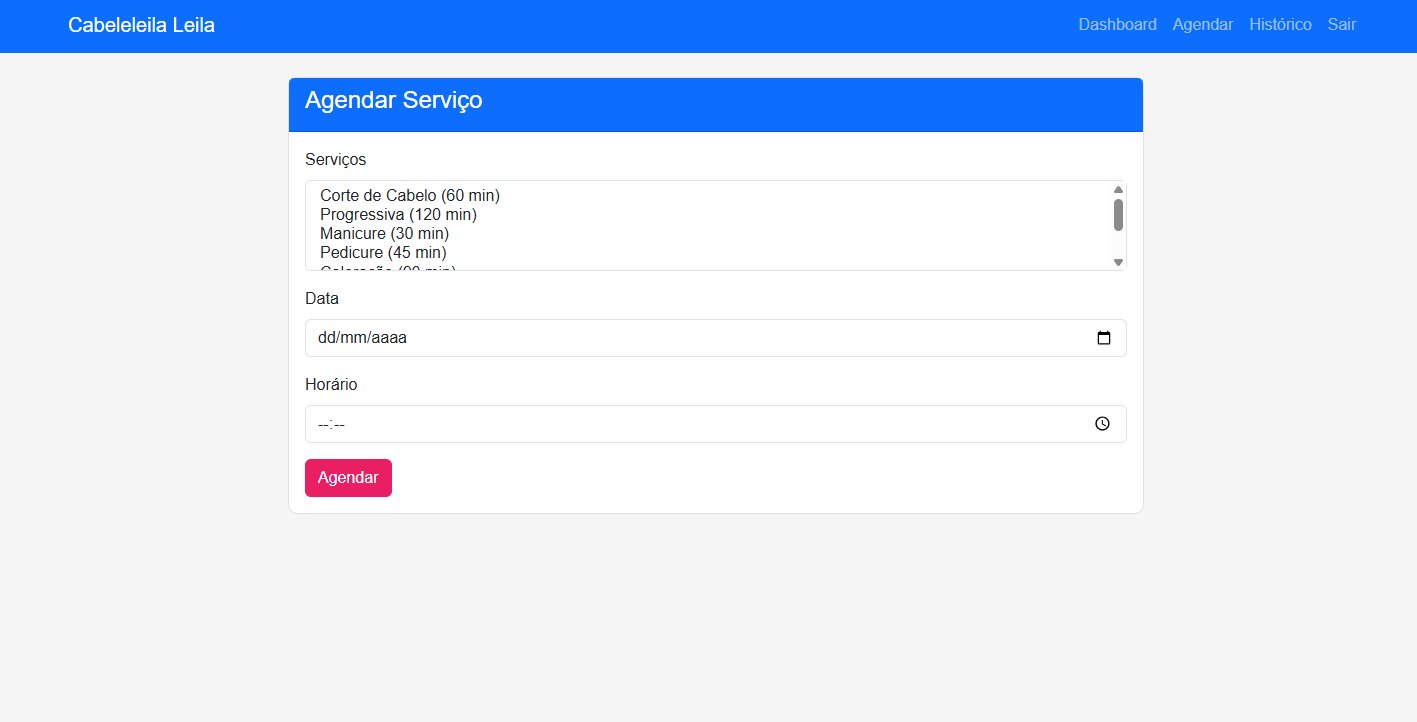 Cabeleleila Leila
Dashboard Agendar Histórico Sair
Agendar Serviço
Serviços
Corte de Cabelo (60 min)
Progressiva (120 min)
Manicure (30 min)
Pedicure (45 min)
Data
dd/mm/aaaa
Horário
--:--
Agendar